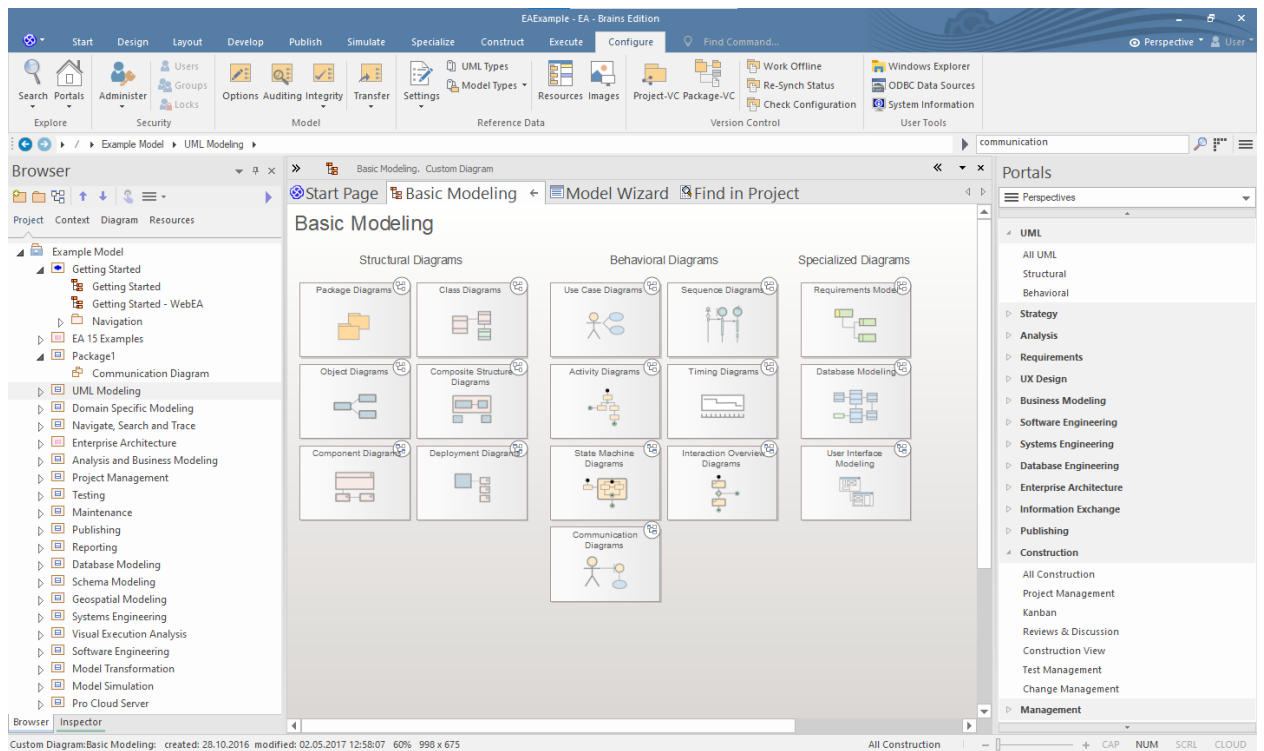 EAExample - EA - Brains Edition
Start Design Layout Develop Publish Simulate Specialize Construct Execute Configure Find Command... Perspective User
Search Portals Administer Users Groups Locks Options Auditing Integrity Transfer Settings UML Types Model Types Resources Images Project-VC Package-VC Work Offline Re-Synch Status Check Configuration Windows Explorer ODBC Data Sources System Information
Explore Security Model Reference Data Version Control User Tools
/ Example Model UML Modeling communication
Browser
Project Context Diagram Resources
Example Model
Getting Started
Getting Started
Getting Started - WebEA
Navigation
EA 15 Examples
Package1
Communication Diagram
UML Modeling
Domain Specific Modeling
Navigate, Search and Trace
Enterprise Architecture
Analysis and Business Modeling
Project Management
Testing
Maintenance
Publishing
Reporting
Database Modeling
Schema Modeling
Geospatial Modeling
Systems Engineering
Visual Execution Analysis
Software Engineering
Model Transformation
Model Simulation
Pro Cloud Server
Browser Inspector
Basic Modeling. Custom Diagram
Start Page Basic Modeling Model Wizard Find in Project
Basic Modeling
Structural Diagrams Behavioral Diagrams Specialized Diagrams
Package Diagrams Class Diagrams Use Case Diagrams Sequence Diagrams Requirements Model
Object Diagrams Composite Structure Activity Diagrams Timing Diagrams Database Modeling
Diagrams
Component Diagrams Deployment Diagrams State Machine Interaction Overview User Interface
Diagrams Diagrams Modeling
Communication
Diagrams
Portals
Perspectives
UML
All UML
Structural
Behavioral
Strategy
Analysis
Requirements
UX Design
Business Modeling
Software Engineering
Systems Engineering
Database Engineering
Enterprise Architecture
Information Exchange
Publishing
Construction
All Construction
Project Management
Kanban
Reviews & Discussion
Construction View
Test Management
Change Management
Management
Custom Diagram:Basic Modeling: created: 28.10.2016 modified: 02.05.2017 12:58:07 60% 998 x 675 All Construction CAP NUM SCRL CLOUD